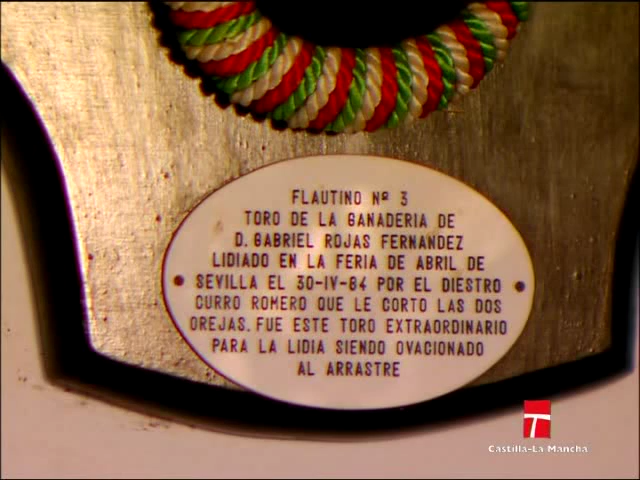 FLAUTINO Nº 3
TORO DE LA GANADERIA DE
D. GABRIEL ROJAS FERNANDEZ
LIDIADO EN LA FERIA DE ABRIL DE
SEVILLA EL 30-IV-84 POR EL DIESTRO
CURRO ROMERO QUE LE CORTO LAS DOS
OREJAS. FUE ESTE TORO EXTRAORDINARIO
PARA LA LIDIA SIENDO OVACIONADO
AL ARRASTRE
T
Castilla-La Mancha